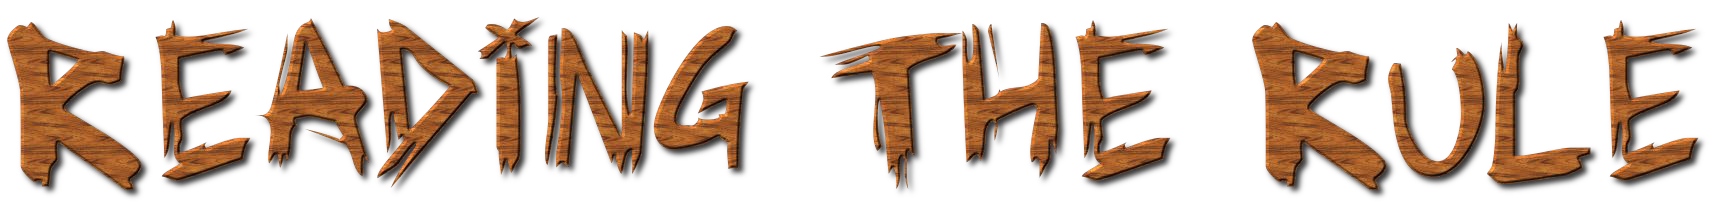 READING THE RULE